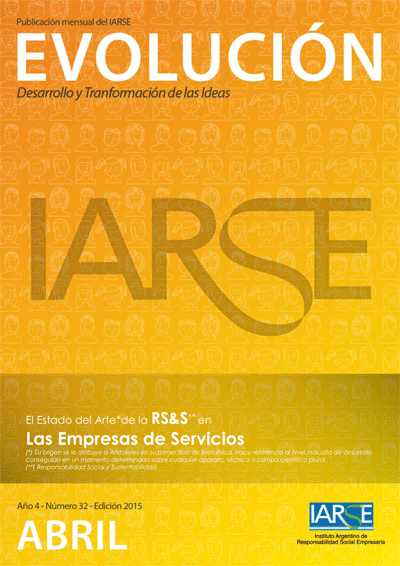 Publicación mensual del IARSE
EVOLUCIÓN
Desarrollo y Tranformación de las Ideas
IARSE
El Estado del Arte*de la RS&S** en
Las Empresas de Servicios
(*) Su origen se le atribuye a Aristóteles en su primer libro de Metafísica. Hace referencia al nivel más alto de desarrollo
conseguido en un momento determinado sobre cualquier aparato, técnica o campo científico plural.
(**) Responsabilidad Social y Sustentabilidad.
Año 4 - Número 32 - Edición 2015
ABRIL
IARSE
Instituto Argentino de
Responsabilidad Social Empresaria